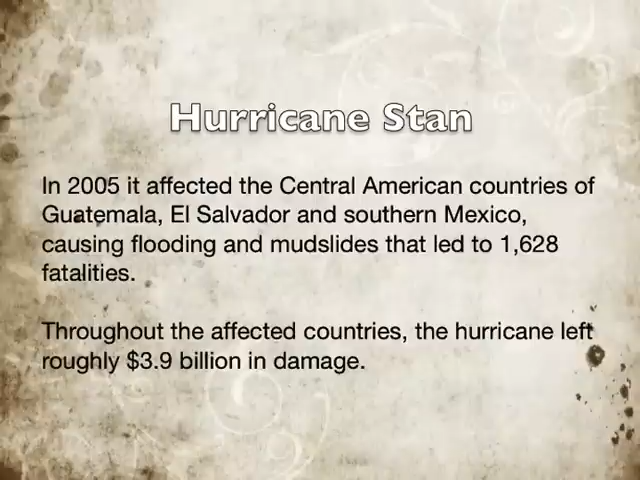 Hurricane Stan
In 2005 it affected the Central American countries of
Guatemala, El Salvador and southern Mexico,
causing flooding and mudslides that led to 1,628
fatalities.
Throughout the affected countries, the hurricane left
roughly $3.9 billion in damage.